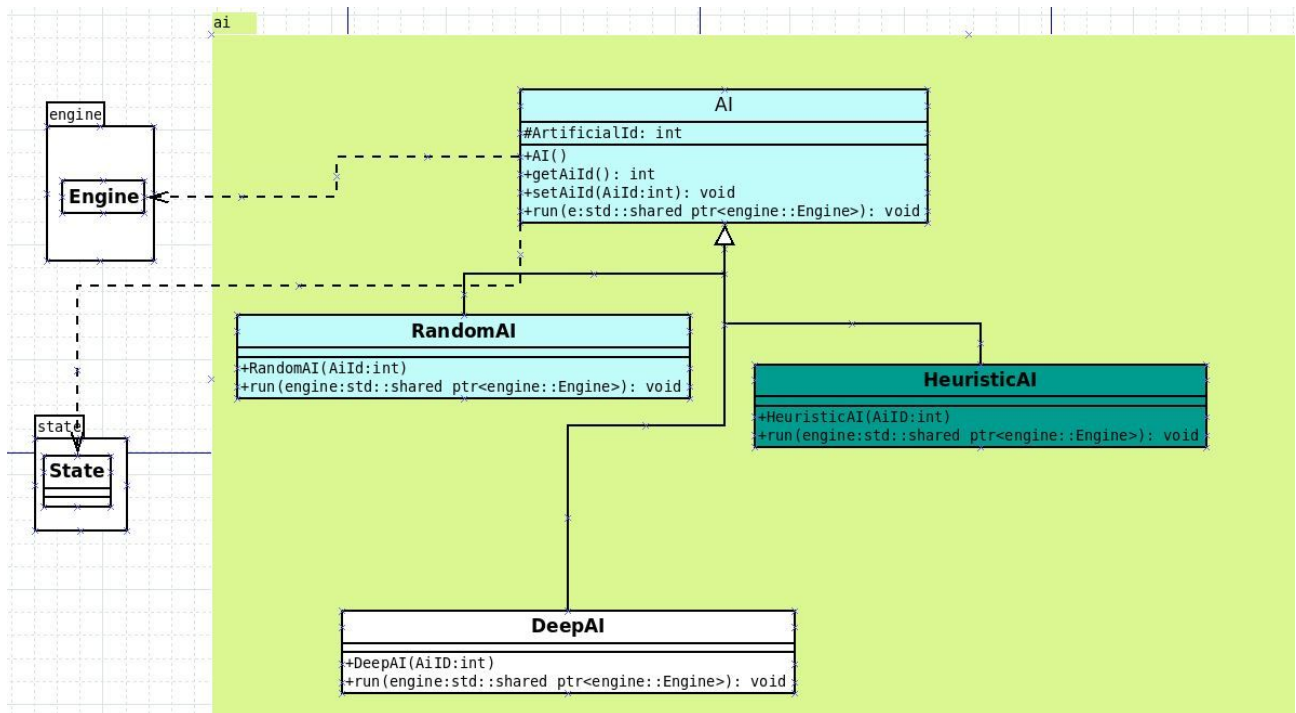 ai
engine
Engine
AI
#ArtificialId: int
+AI()
+getAiId(): int
+setAiId(AiId:int): void
+run(e:std::shared ptr<engine::Engine>): void
RandomAI
+RandomAI(AiId:int)
+run(engine:std::shared ptr<engine::Engine>): void
HeuristicAI
+HeuristicAI(AiID:int)
+run(engine:std::shared ptr<engine::Engine>): void
state
State
DeepAI
+DeepAI(AiID:int)
+run(engine:std::shared ptr<engine::Engine>): void